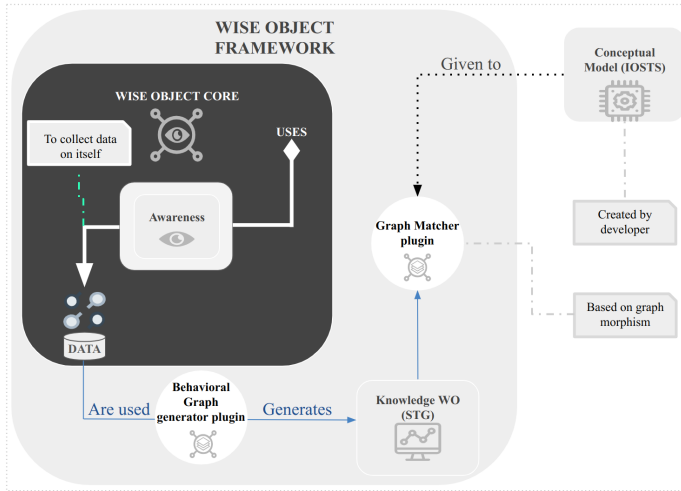 WISE OBJECT
FRAMEWORK
WISE OBJECT CORE
To collect data
on itself
USES
Awareness
DATA
Are used
Behavioral
Graph
generator plugin
Generates
Knowledge WO
(STG)
Graph Matcher
plugin
Given to
Conceptual
Model (IOSTS)
Created by
developer
Based on graph
morphism